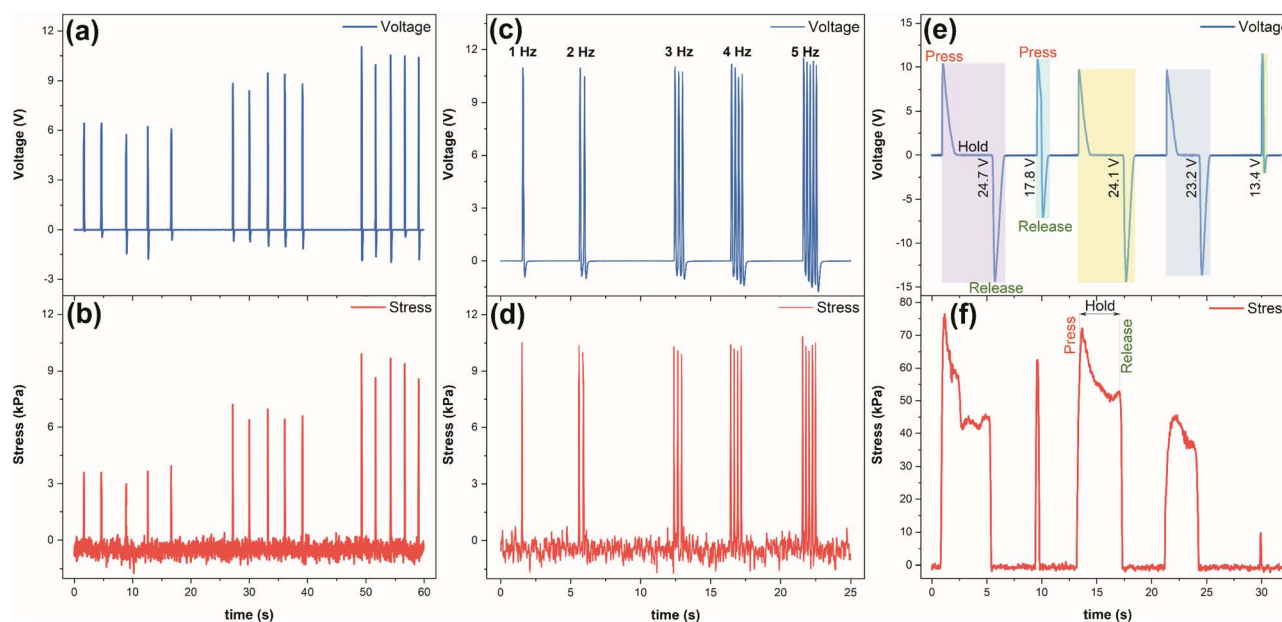 (a)
Voltage
Voltage (V)
12
9
6
3
0
-3
(b)
Stress
Stress (kPa)
12
9
6
3
0
0 10 20 30 40 50 60
time (s)
(c)
Voltage
1 Hz 2 Hz 3 Hz 4 Hz 5 Hz
Voltage (V)
12
9
6
3
0
(d)
Stress
Stress (kPa)
12
9
6
3
0
0 5 10 15 20 25
time (s)
(e)
Voltage
Press
Press
Hold
24.7 V
17.8 V
24.1 V
23.2 V
13.4 V
Release
Release
Voltage (V)
15
10
5
0
-5
-10
-15
(f)
Stress
Press
Hold
Release
Stress (kPa)
80
70
60
50
40
30
20
10
0
0 5 10 15 20 25 30
time (s)